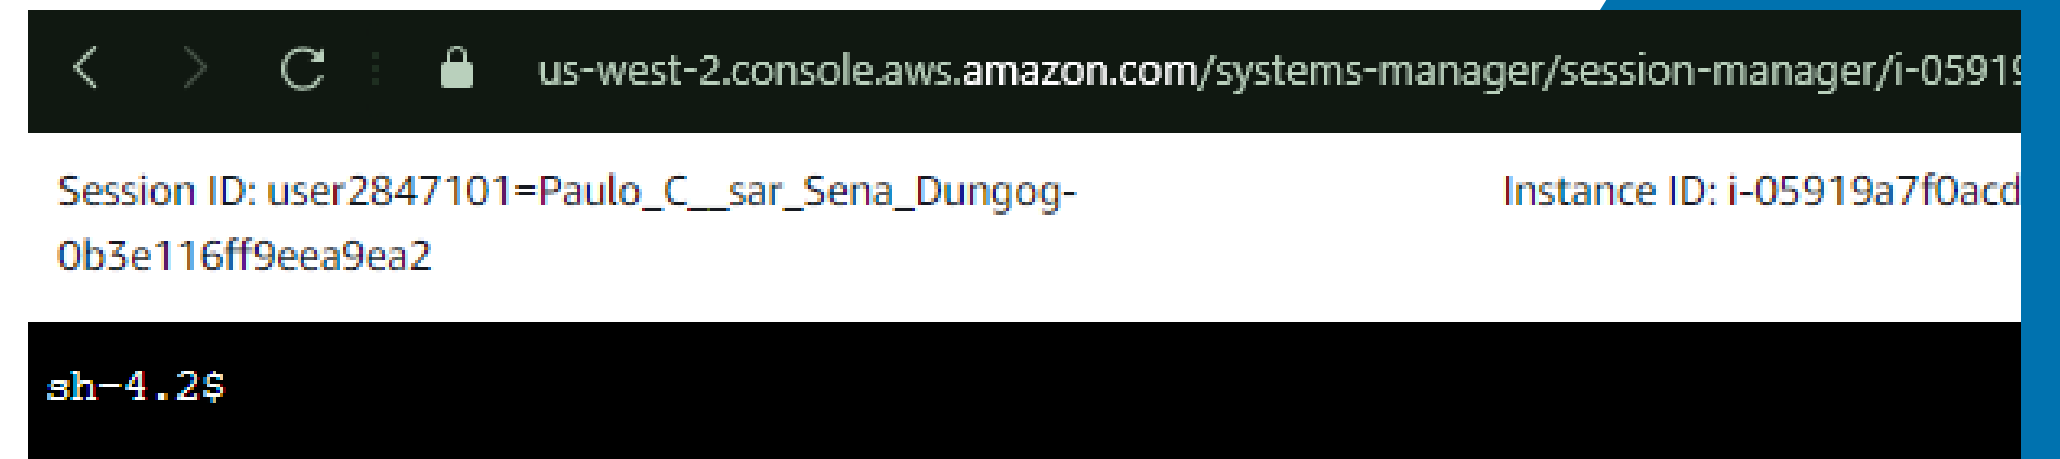 us-west-2.console.aws.amazon.com/systems-manager/session-manager/i-05919
Session ID: user2847101=Paulo_C__sar_Sena_Dungog-
0b3e116ff9eea9ea2
Instance ID: i-05919a7f0acd
sh-4.2$